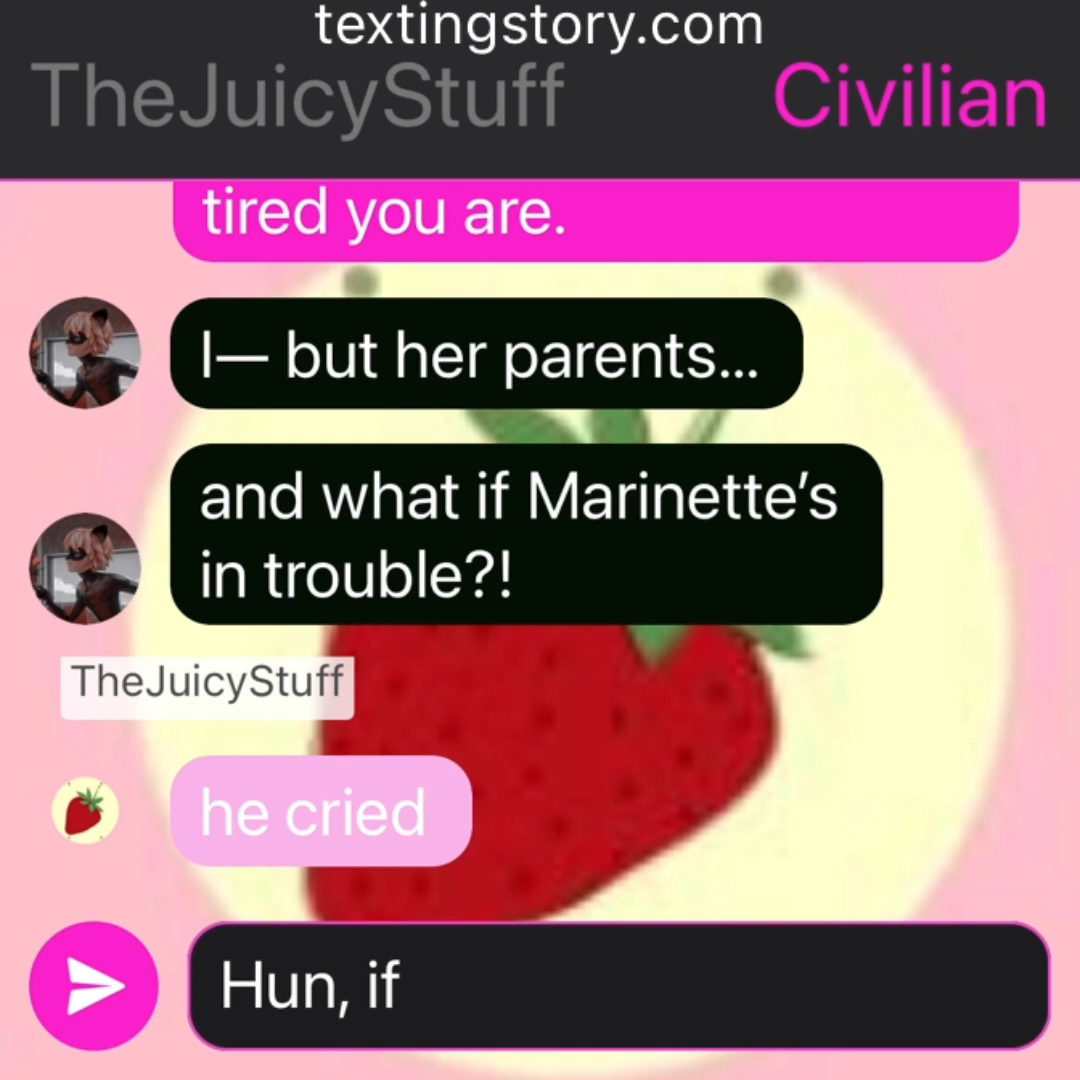 textingstory.com
TheJuicyStuff
Civilian
tired you are.
I— but her parents...
and what if Marinette’s
in trouble?!
TheJuicyStuff
he cried
Hun, if